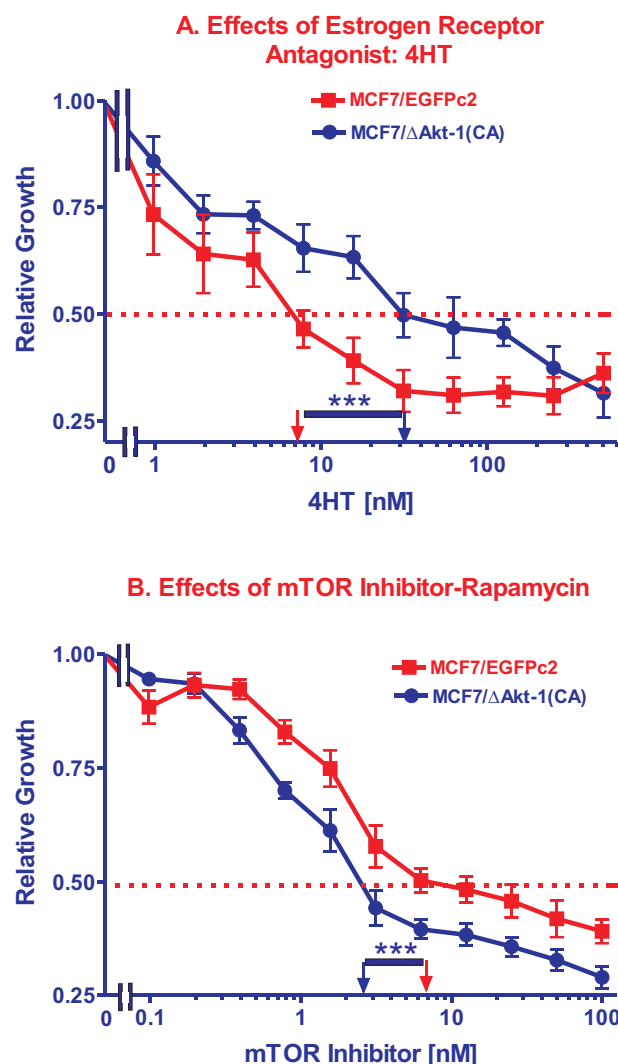 A. Effects of Estrogen Receptor
Antagonist: 4HT
1.00
MCF7/EGFPc2
MCF7/ΔAkt-1(CA)
0.75
Relative Growth
0.50
***
0.25
0 1 10 100
4HT [nM]
B. Effects of mTOR Inhibitor-Rapamycin
1.00
MCF7/EGFPc2
MCF7/ΔAkt-1(CA)
0.75
Relative Growth
0.50
***
0.25
0 0.1 1 10 100
mTOR Inhibitor [nM]